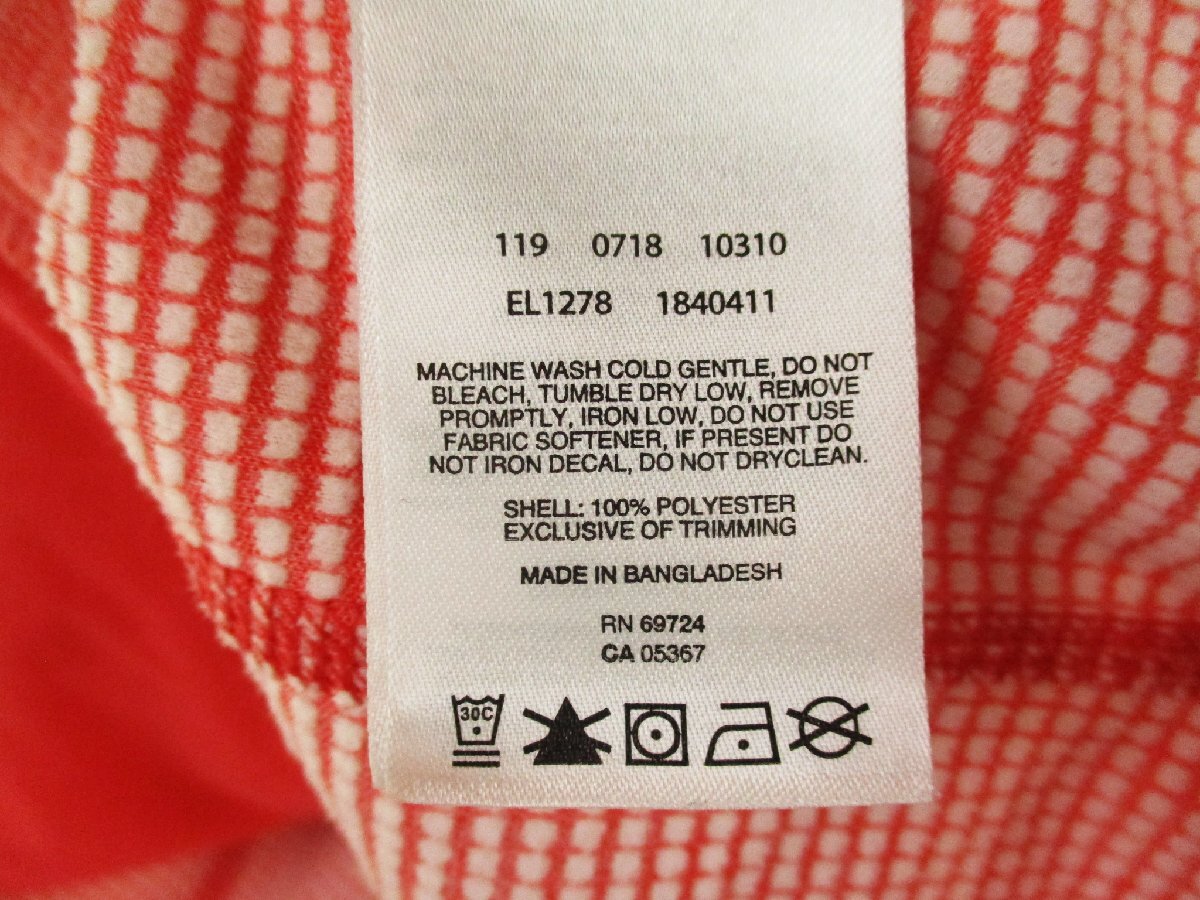 119 0718 10310
EL1278 1840411
MACHINE WASH COLD GENTLE, DO NOT
BLEACH, TUMBLE DRY LOW, REMOVE
PROMPTLY, IRON LOW, DO NOT USE
FABRIC SOFTENER, IF PRESENT DO
NOT IRON DECAL, DO NOT DRYCLEAN.
SHELL: 100% POLYESTER
EXCLUSIVE OF TRIMMING
MADE IN BANGLADESH
RN 69724
CA 05367
30C